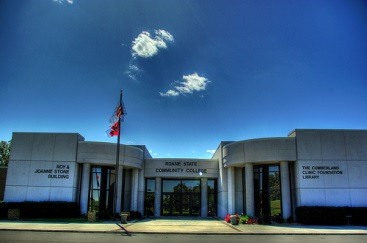 ROANE STATE
COMMUNITY COLLEGE
ROY &
JOANNE STONE
BUILDING
THE CUMBERLAND
CLINIC FOUNDATION
LIBRARY